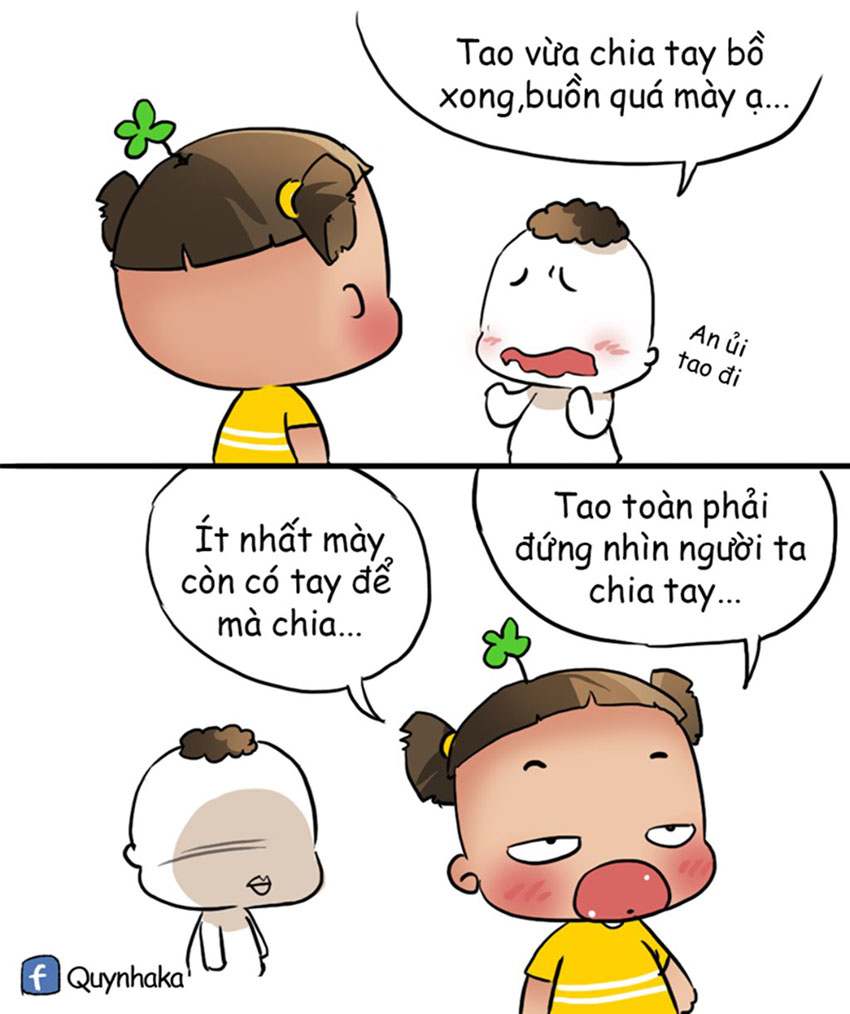 Tao vừa chia tay bồ
xong,buồn quá mày ạ...
An ủi
tao đi
Ít nhất mày
còn có tay để
mà chia...
Tao toàn phải
đứng nhìn người ta
chia tay...
f Quynhaka